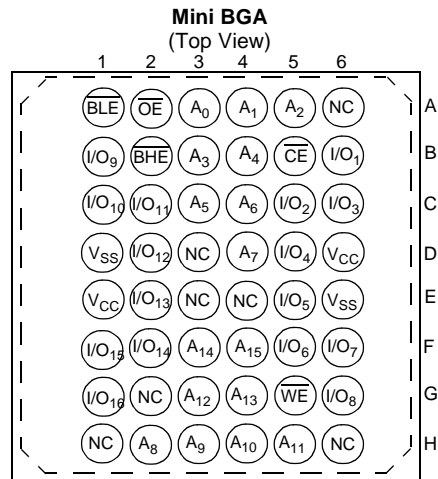 Mini BGA
(Top View)
1 2 3 4 5 6
BLE OE A0 A1 A2 NC A
I/O9 BHE A3 A4 CE I/O1 B
I/O10 I/O11 A5 A6 I/O2 I/O3 C
VSS I/O12 NC A7 I/O4 VCC D
VCC I/O13 NC NC I/O5 VSS E
I/O15 I/O14 A14 A15 I/O6 I/O7 F
I/O16 NC A12 A13 WE I/O8 G
NC A8 A9 A10 A11 NC H